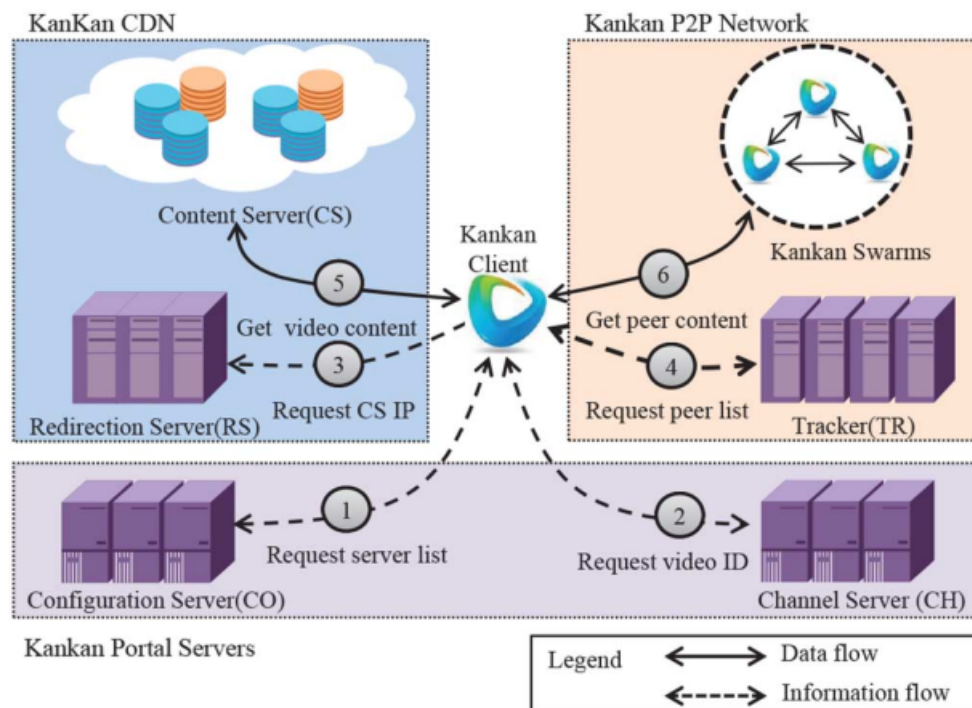 KanKan CDN
Kankan P2P Network
Content Server(CS)
Kankan
Client
Kankan Swarms
5
6
Get video content
Get peer content
3
4
Request CS IP
Request peer list
Redirection Server(RS)
Tracker(TR)
1
2
Request server list
Request video ID
Configuration Server(CO)
Channel Server (CH)
Kankan Portal Servers
Legend
Data flow
Information flow